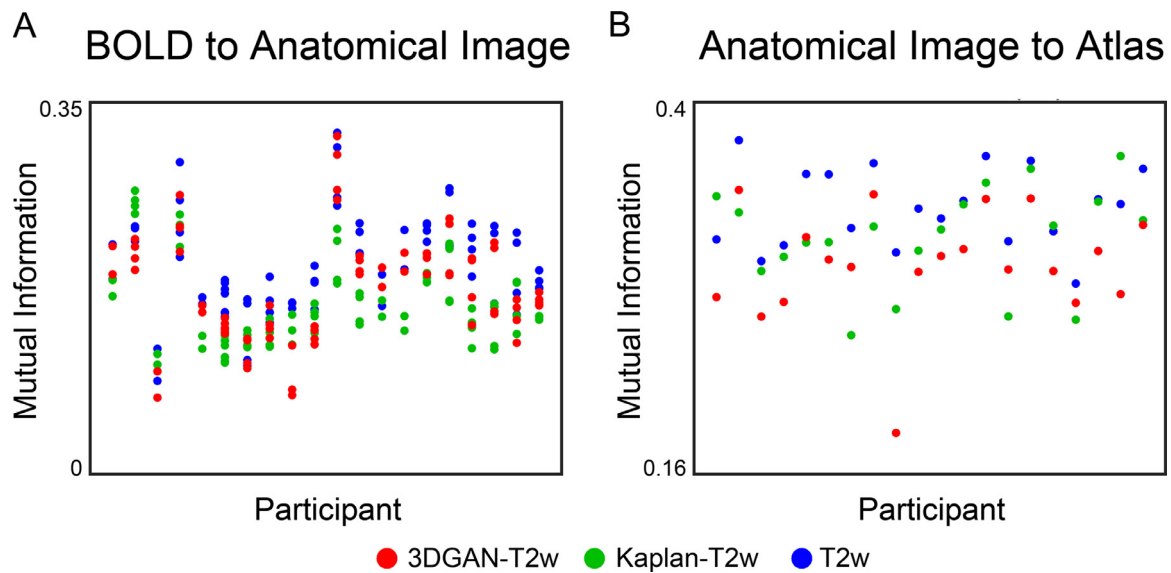 A
BOLD to Anatomical Image
0.35
Mutual Information
0
Participant
B
Anatomical Image to Atlas
0.4
Mutual Information
0.16
Participant
3DGAN-T2w Kaplan-T2w T2w